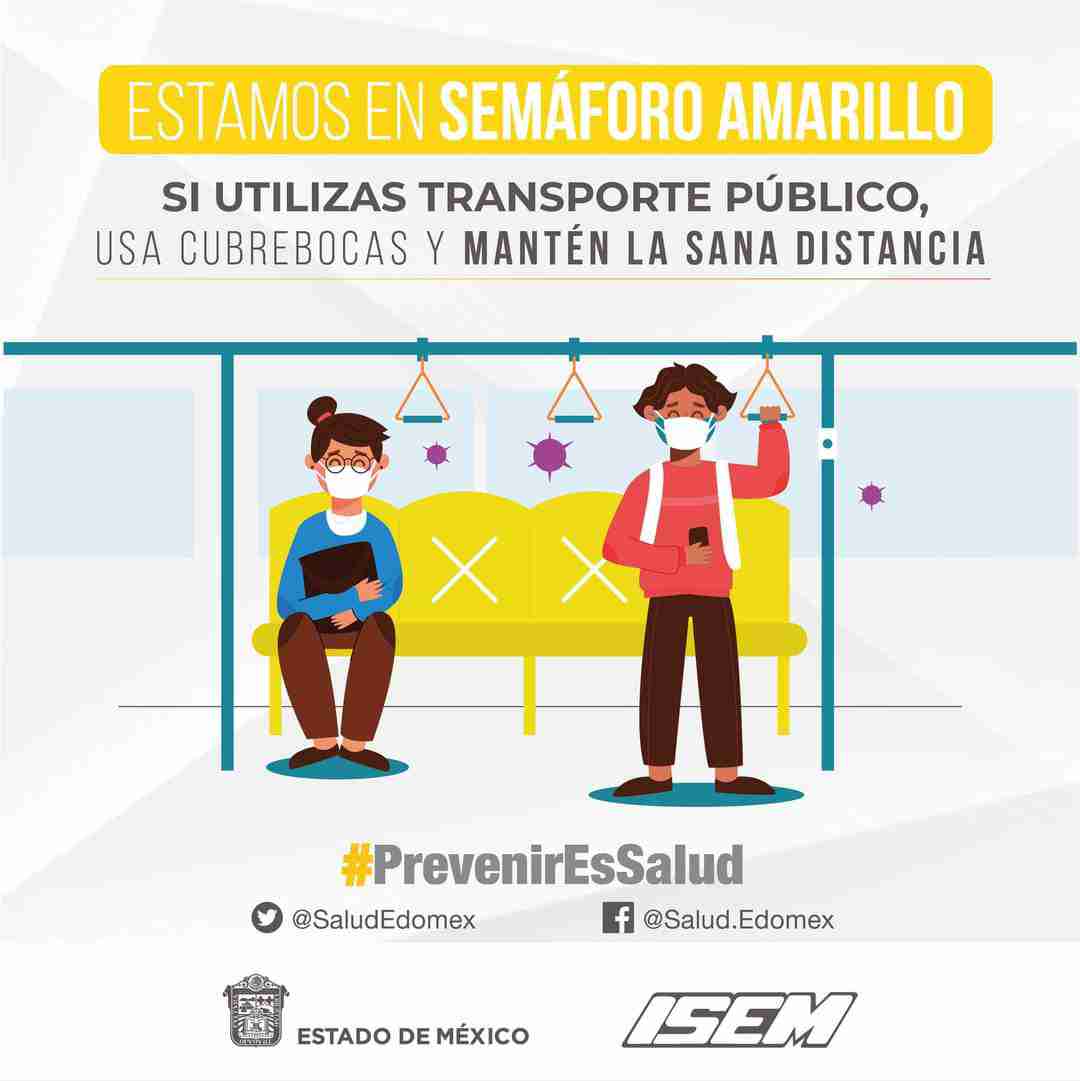 ESTAMOS EN SEMÁFORO AMARILLO
SI UTILIZAS TRANSPORTE PÚBLICO,
USA CUBREBOCAS Y MANTÉN LA SANA DISTANCIA
#PrevenirEsSalud
@SaludEdomex @Salud.Edomex
ESTADO DE MÉXICO
ISEM